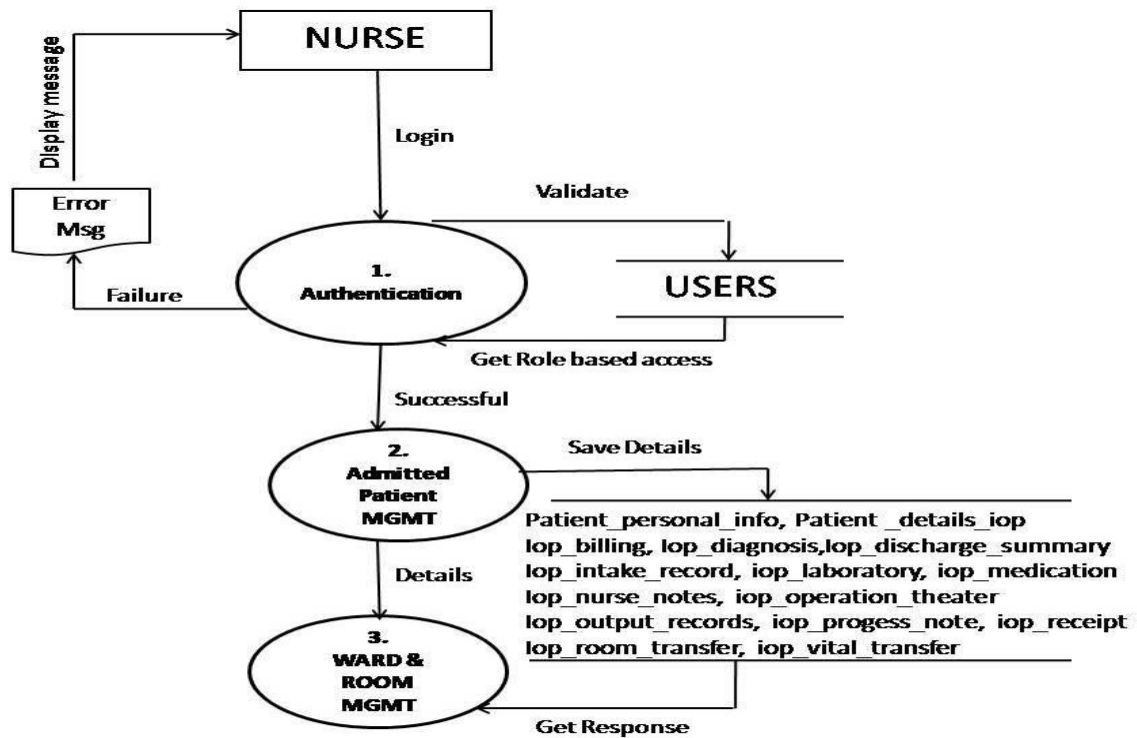 NURSE
Display message
Login
Error
Msg
Validate
1.
Authentication
USERS
Failure
Get Role based access
Successful
2.
Admitted
Patient
MGMT
Save Details
Patient_personal_info, Patient _details_iop
Iop_billing, Iop_diagnosis,Iop_discharge_summary
Iop_intake_record, iop_laboratory, iop_medication
Iop_nurse_notes, iop_operation_theater
Iop_output_records, iop_progess_note, iop_receipt
Iop_room_transfer, iop_vital_transfer
Details
3.
WARD &
ROOM
MGMT
Get Response